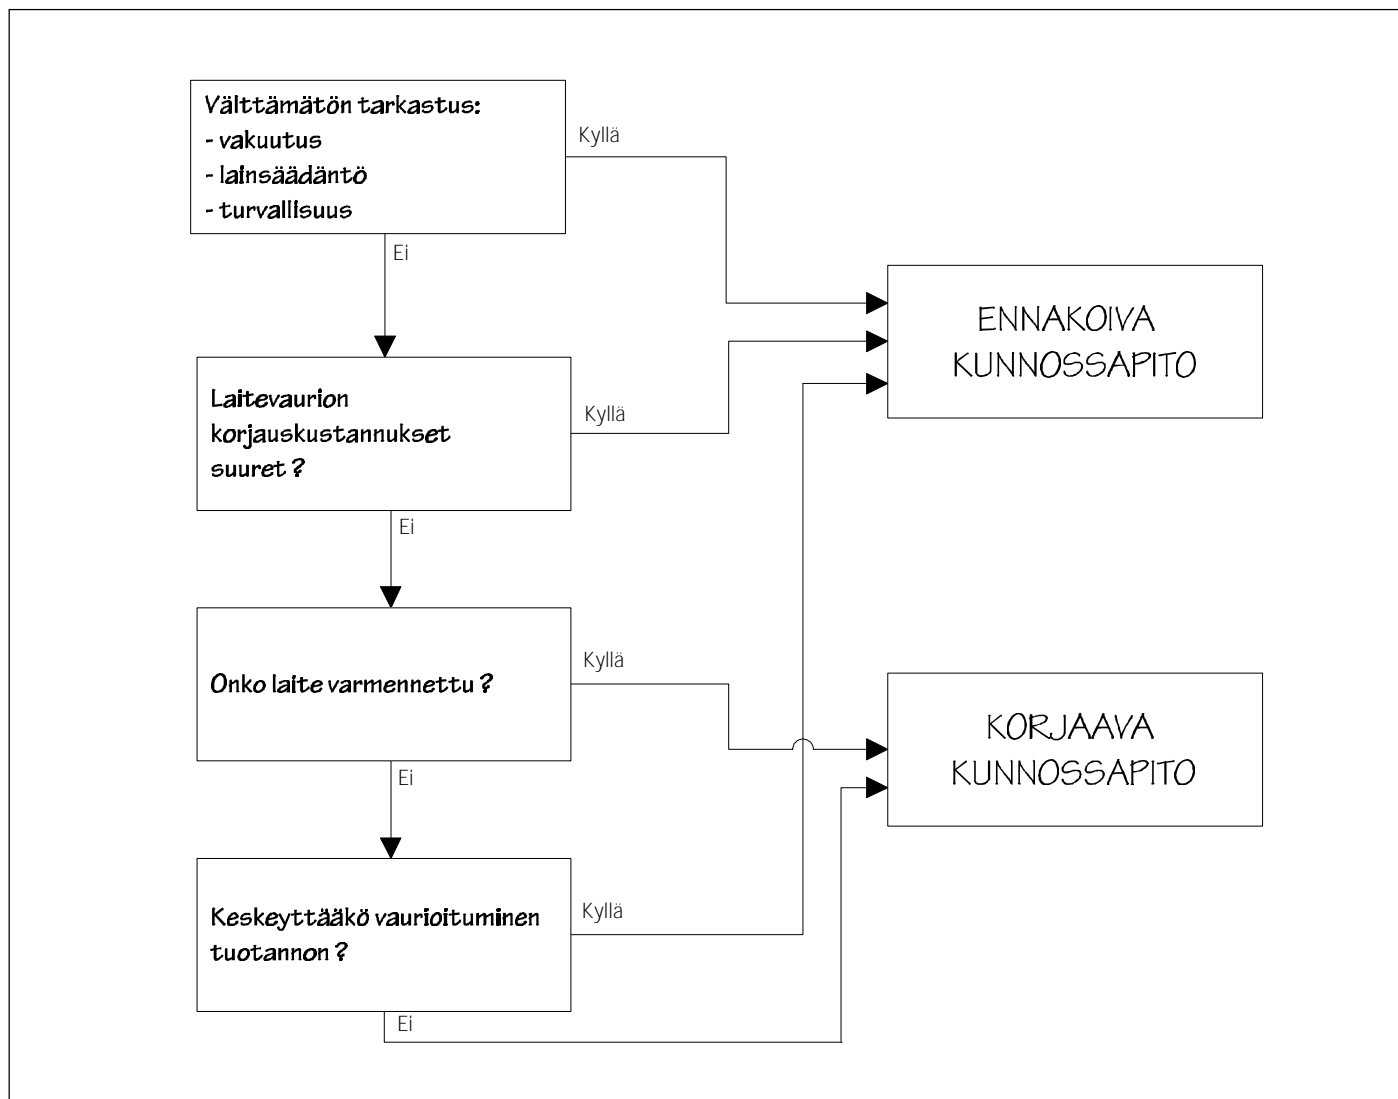 Välttämätön tarkastus:
- vakuutus
- lainsäädäntö
- turvallisuus
Kyllä
Ei
ENNAKOIVA
KUNNOSSAPITO
Laitevaurion
korjauskustannukset
suuret ?
Kyllä
Ei
Onko laite varmennettu ?
Kyllä
Ei
KORJAAVA
KUNNOSSAPITO
Keskeyttääkö vaurioituminen
tuotannon ?
Kyllä
Ei